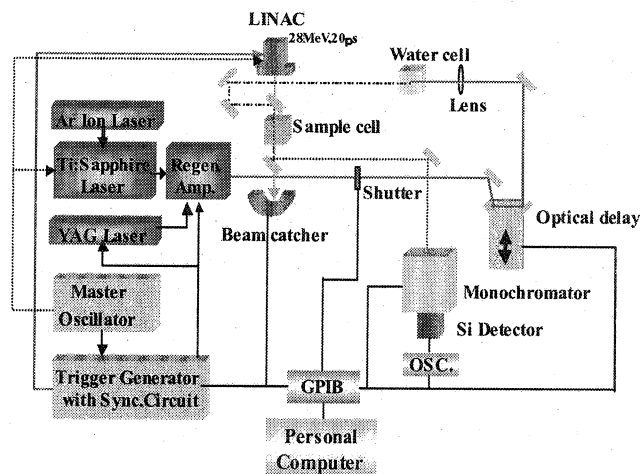 LINAC
28MeV,20ps
Water cell
Lens
Ar Ion Laser
Sample cell
Ti:Sapphire
Laser
Regen.
Amp.
Shutter
YAG Laser
Beam catcher
Optical delay
Master
Oscillator
Monochromator
Si Detector
Trigger Generator
with Sync.Circuit
GPIB
OSC.
Personal
Computer